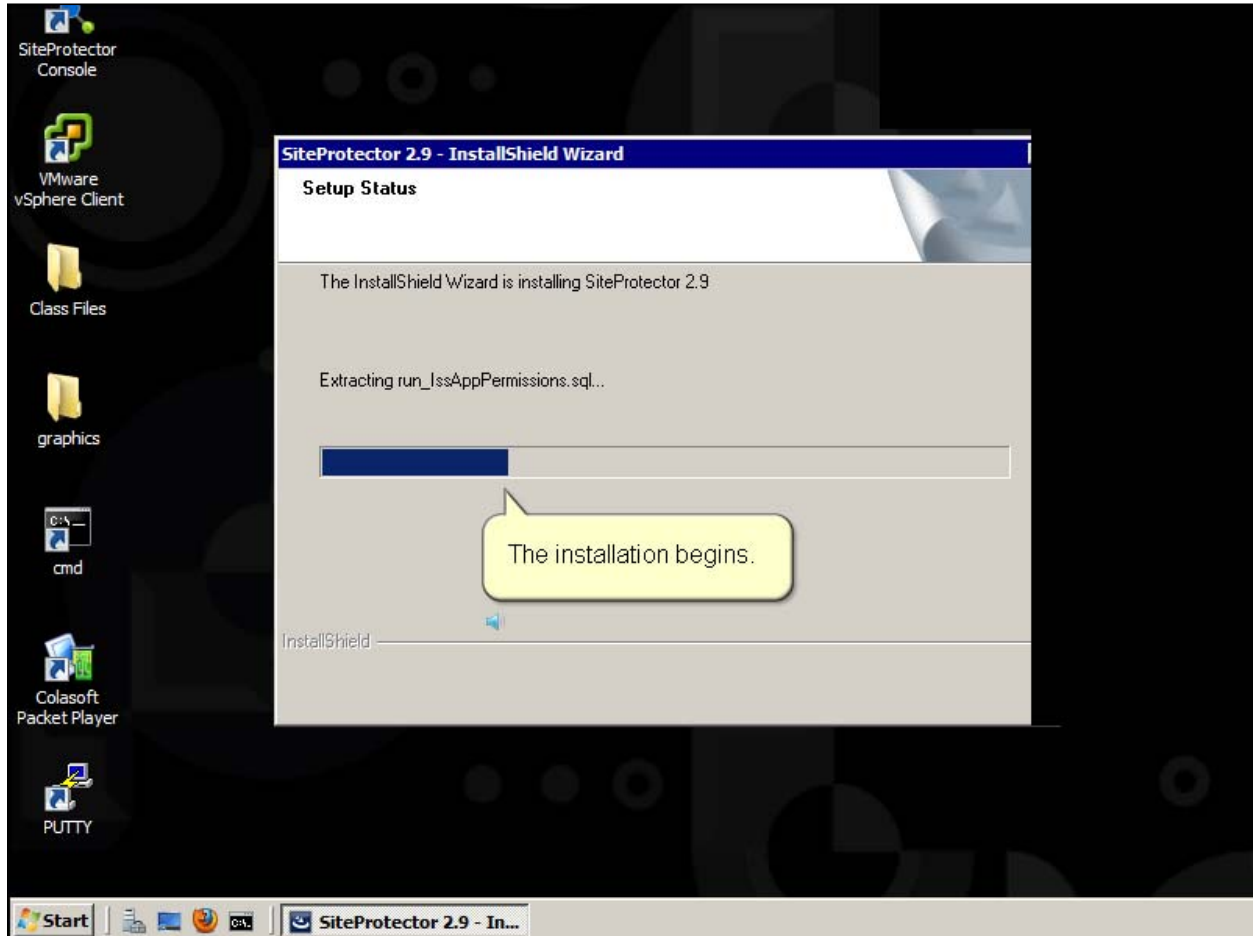 SiteProtector
Console
VMware
vSphere Client
Class Files
graphics
C:\
cmd
Colasoft
Packet Player
PUTTY
SiteProtector 2.9 - InstallShield Wizard
Setup Status
The InstallShield Wizard is installing SiteProtector 2.9
Extracting run_IssAppPermissions.sql...
The installation begins.
InstallShield
Start
SiteProtector 2.9 - In...